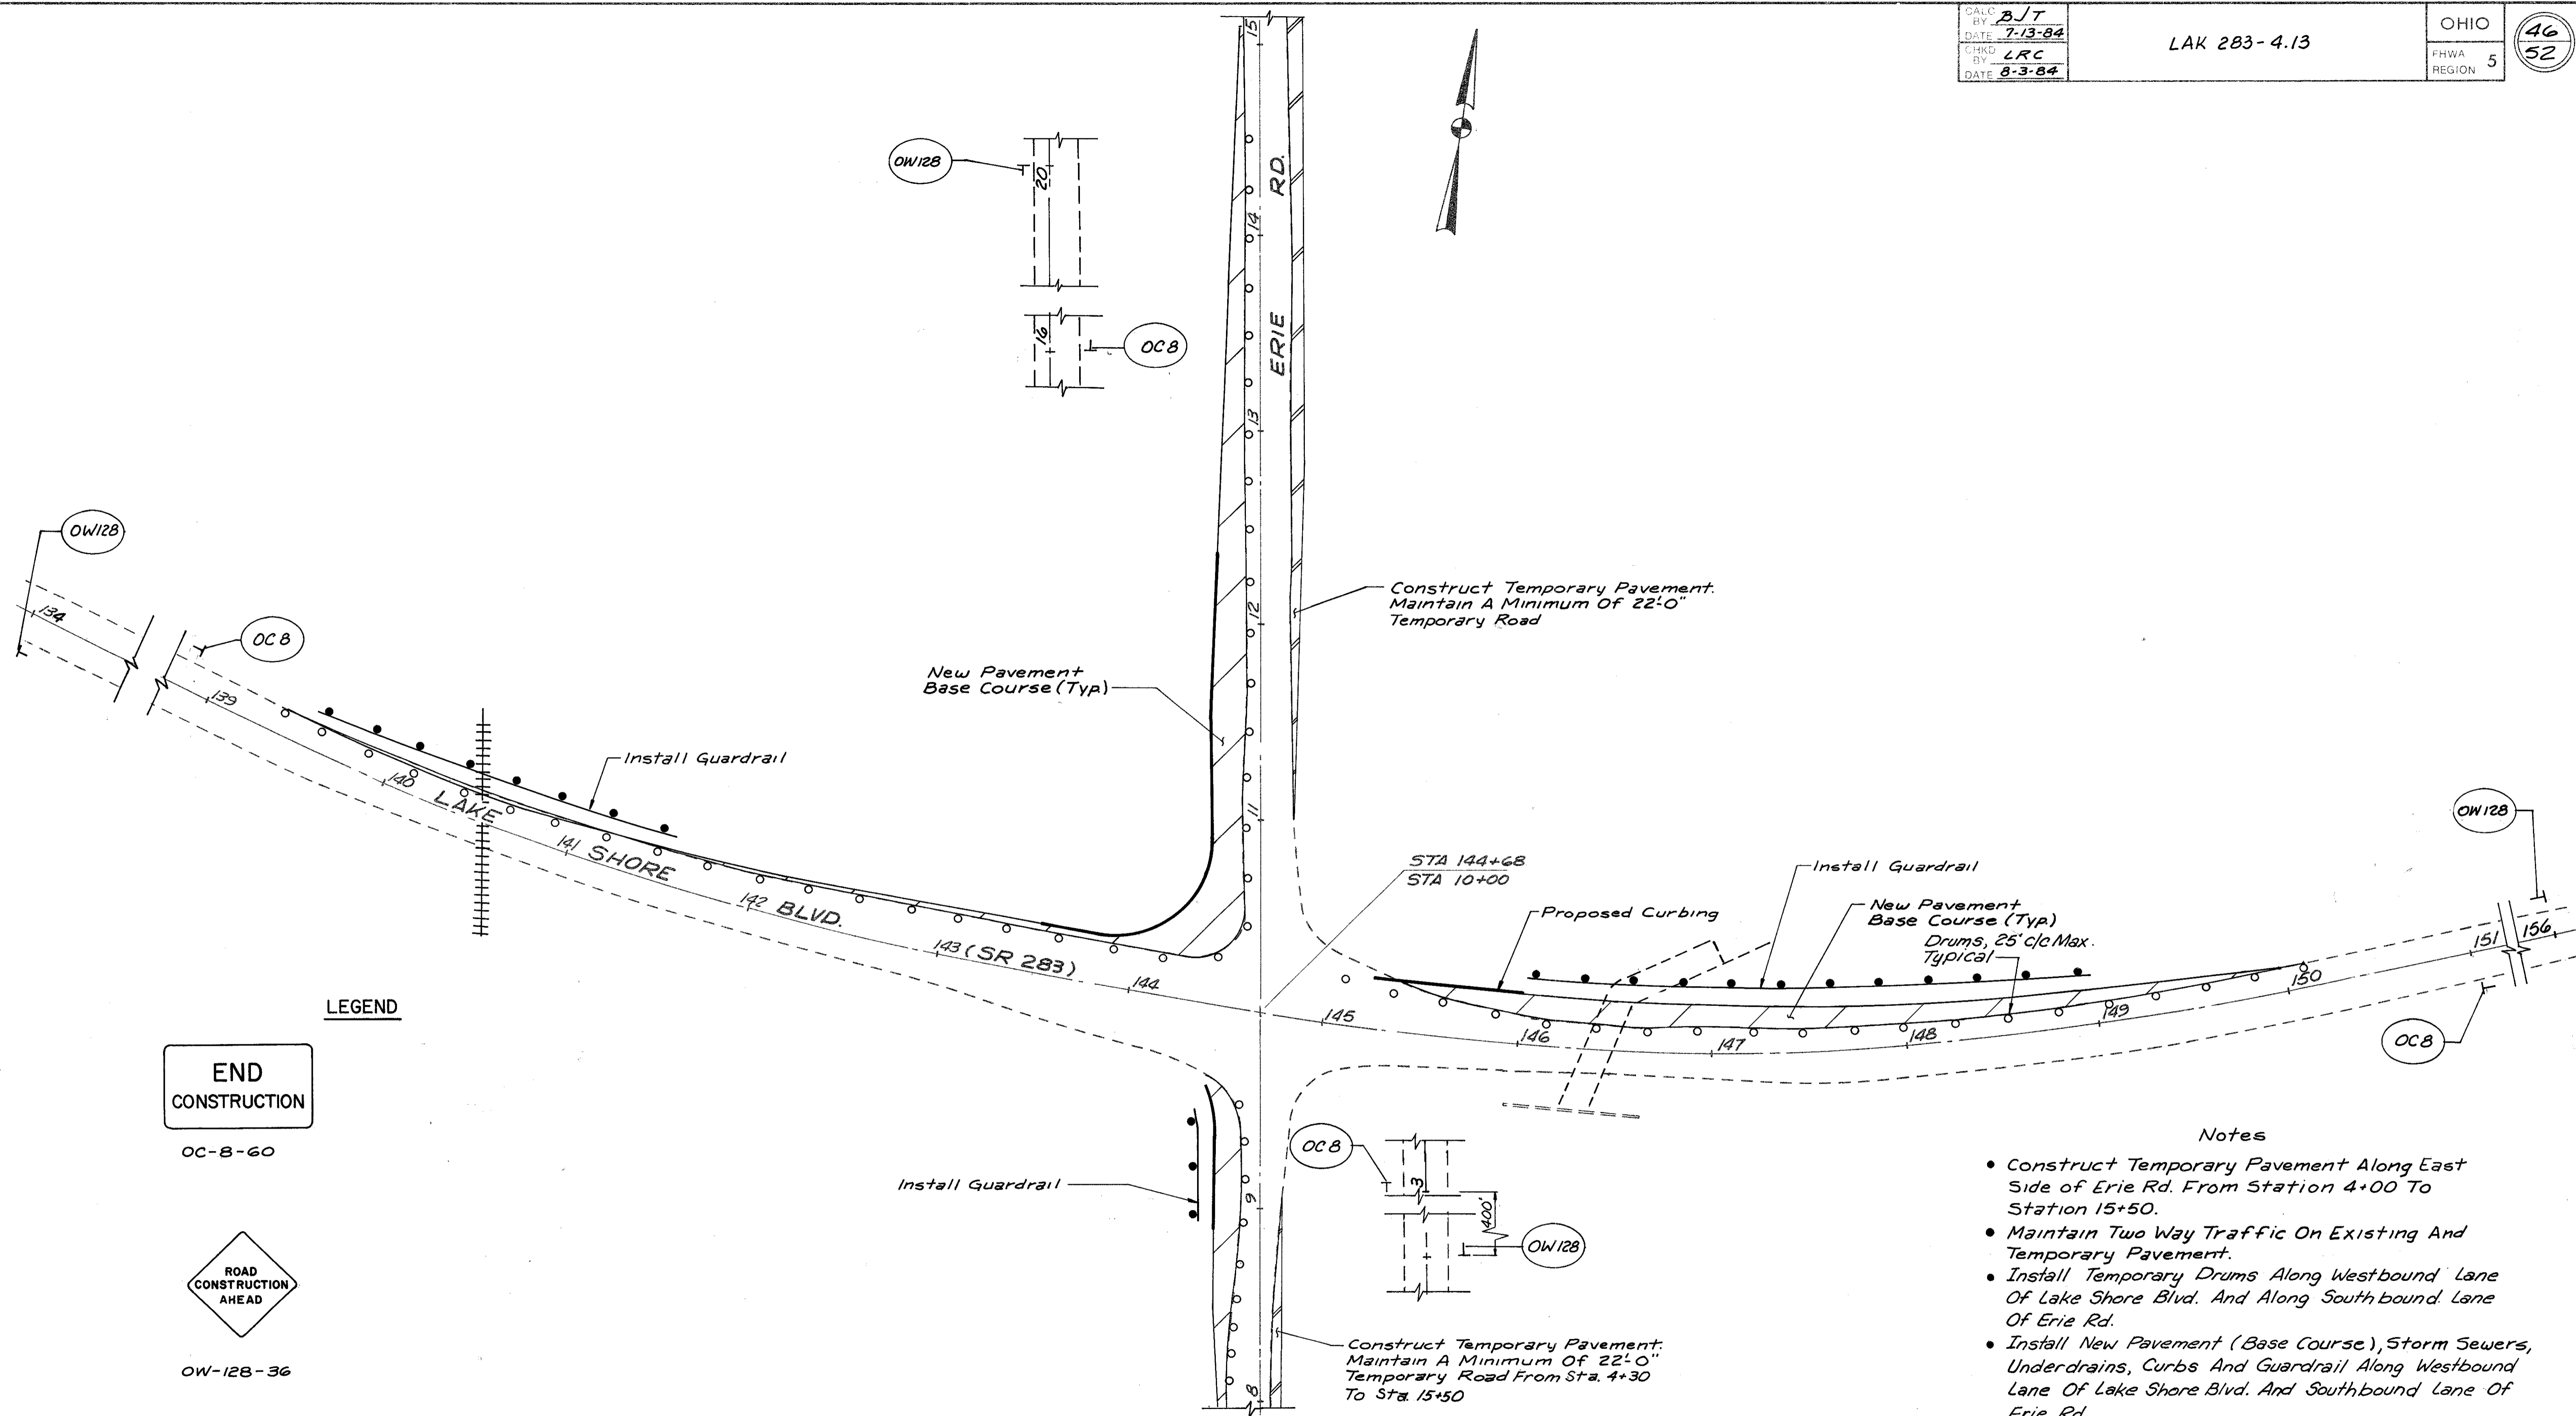 CALC BY BJT
DATE 7-13-84
CHKD BY LRC
DATE 8-3-84
LAK 283-4.13
OHIO
FHWA REGION 5
46
52
15
OW128
20
ERIE RD.
14
16
OC8
13
OW128
12
Construct Temporary Pavement.
Maintain A Minimum Of 22'-0"
Temporary Road
134
OC8
139
New Pavement
Base Course (Typ.)
Install Guardrail
140
LAKE SHORE BLVD. (SR 283)
141
142
143
144
11
OW128
STA 144+68
STA 10+00
Install Guardrail
Proposed Curbing
New Pavement
Base Course (Typ)
Drums, 25' c/c Max.
Typical
145
146
147
148
149
150
151
156
OC8
LEGEND
END
CONSTRUCTION
OC-8-60
ROAD
CONSTRUCTION
AHEAD
OW-128-36
Install Guardrail
9
8
OC8
3
400'
OW128
Construct Temporary Pavement.
Maintain A Minimum Of 22'-0"
Temporary Road From Sta. 4+30
To Sta. 15+50
Notes
• Construct Temporary Pavement Along East
Side of Erie Rd. From Station 4+00 To
Station 15+50.
• Maintain Two Way Traffic On Existing And
Temporary Pavement.
• Install Temporary Drums Along Westbound Lane
Of Lake Shore Blvd. And Along Southbound Lane
Of Erie Rd.
• Install New Pavement (Base Course), Storm Sewers,
Underdrains, Curbs And Guardrail Along Westbound
Lane Of Lake Shore Blvd. And Southbound Lane Of
Erie Rd